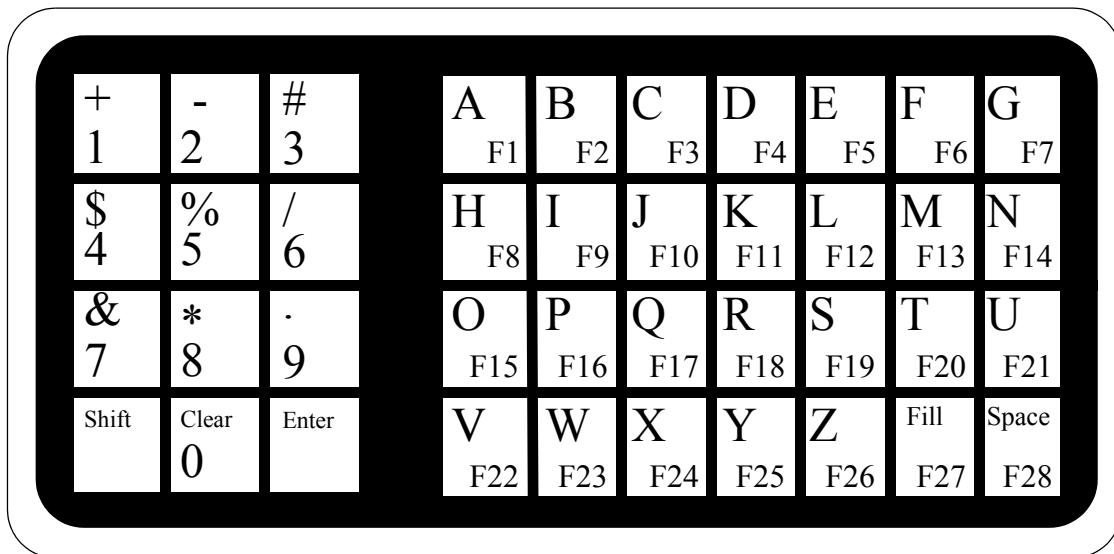 + - #
1 2 3
$ % /
4 5 6
& * .
7 8 9
Shift Clear Enter
0
A B C D E F G
F1 F2 F3 F4 F5 F6 F7
H I J K L M N
F8 F9 F10 F11 F12 F13 F14
O P Q R S T U
F15 F16 F17 F18 F19 F20 F21
V W X Y Z Fill Space
F22 F23 F24 F25 F26 F27 F28